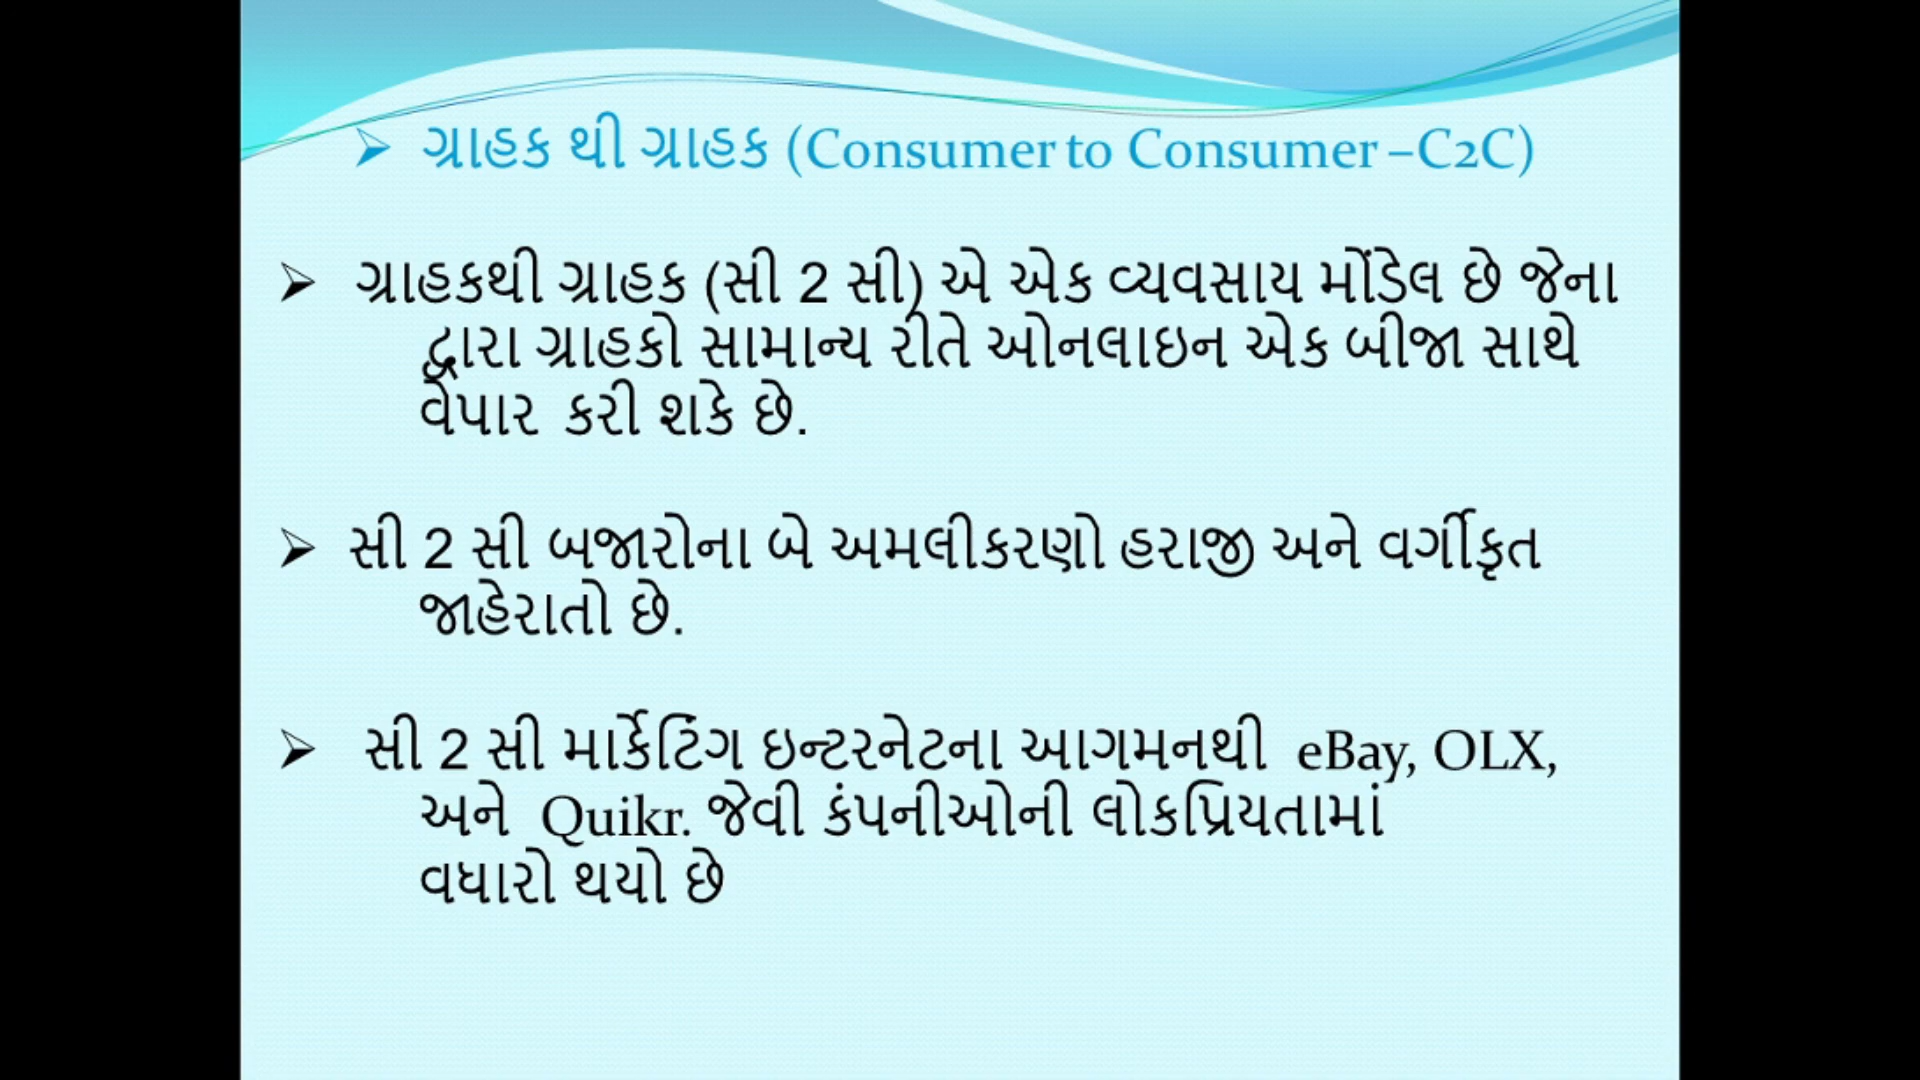 ➢ ગ્રાહક થી ગ્રાહક (Consumer to Consumer –C2C)
➢ ગ્રાહકથી ગ્રાહક (સી 2 સી) એ એક વ્યવસાય મોંડેલ છે જેના
દ્વારા ગ્રાહકો સામાન્ય રીતે ઓનલાઇન એક બીજા સાથે
વેપાર કરી શકે છે.
➢ સી 2 સી બજારોના બે અમલીકરણો હરાજી અને વર્ગીકૃત
જાહેરાતો છે.
➢ સી 2 સી માર્કેટિંગ ઇન્ટરનેટના આગમનથી eBay, OLX,
અને Quikr. જેવી કંપનીઓની લોકપ્રિયતામાં
વધારો થયો છે